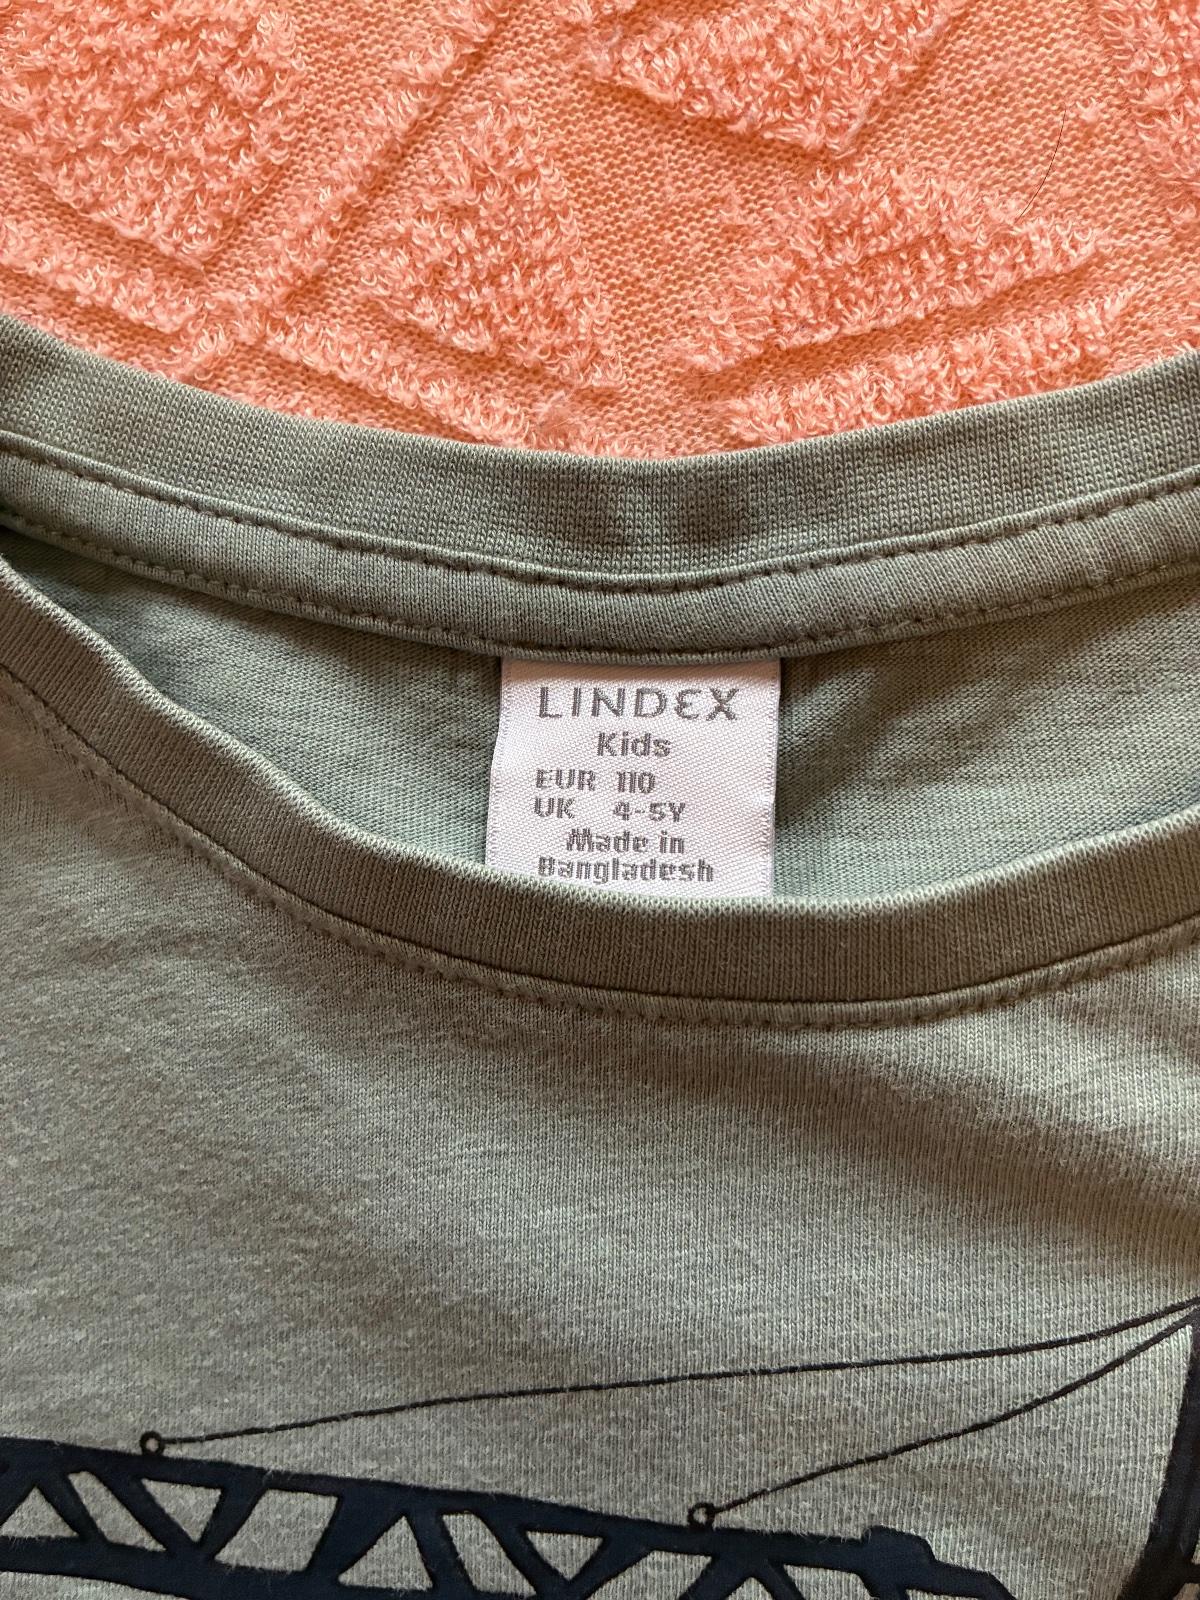 LINDEX
Kids
EUR 110
UK 4-5Y
Made in
Bangladesh